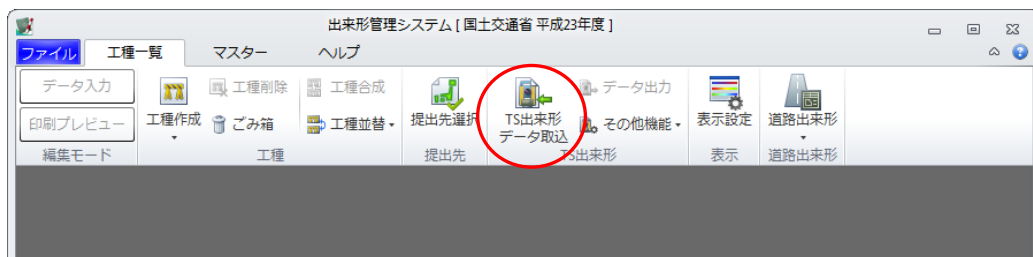 出来形管理システム [ 国土交通省 平成23年度 ]
ファイル 工種一覧 マスター ヘルプ
データ入力 工種削除 工種合成 データ出力
印刷プレビュー 工種作成 ごみ箱 工種並替 提出先選択 TS出来形 その他機能 表示設定 道路出来形
データ取込
編集モード 工種 提出先 TS出来形 表示 道路出来形